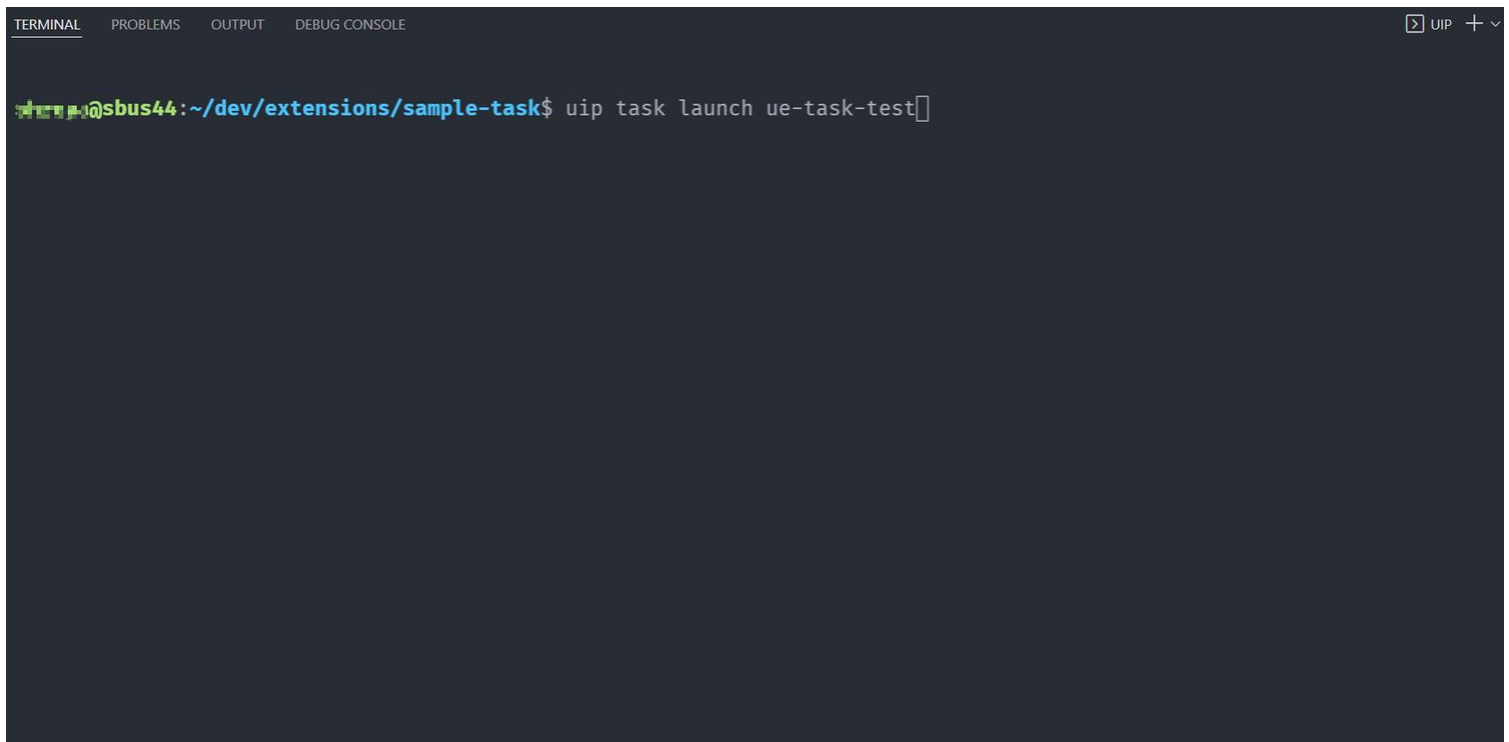 TERMINAL PROBLEMS OUTPUT DEBUG CONSOLE UIP
@sbus44:~/dev/extensions/sample-task$ uip task launch ue-task-test